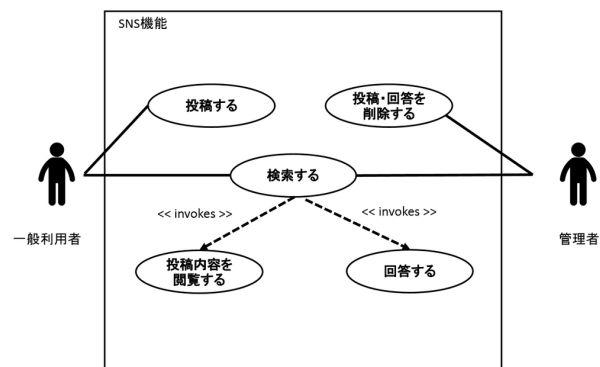 SNS機能
投稿する
投稿・回答を
削除する
検索する
<< invokes >>
<< invokes >>
一般利用者
管理者
投稿内容を
閲覧する
回答する